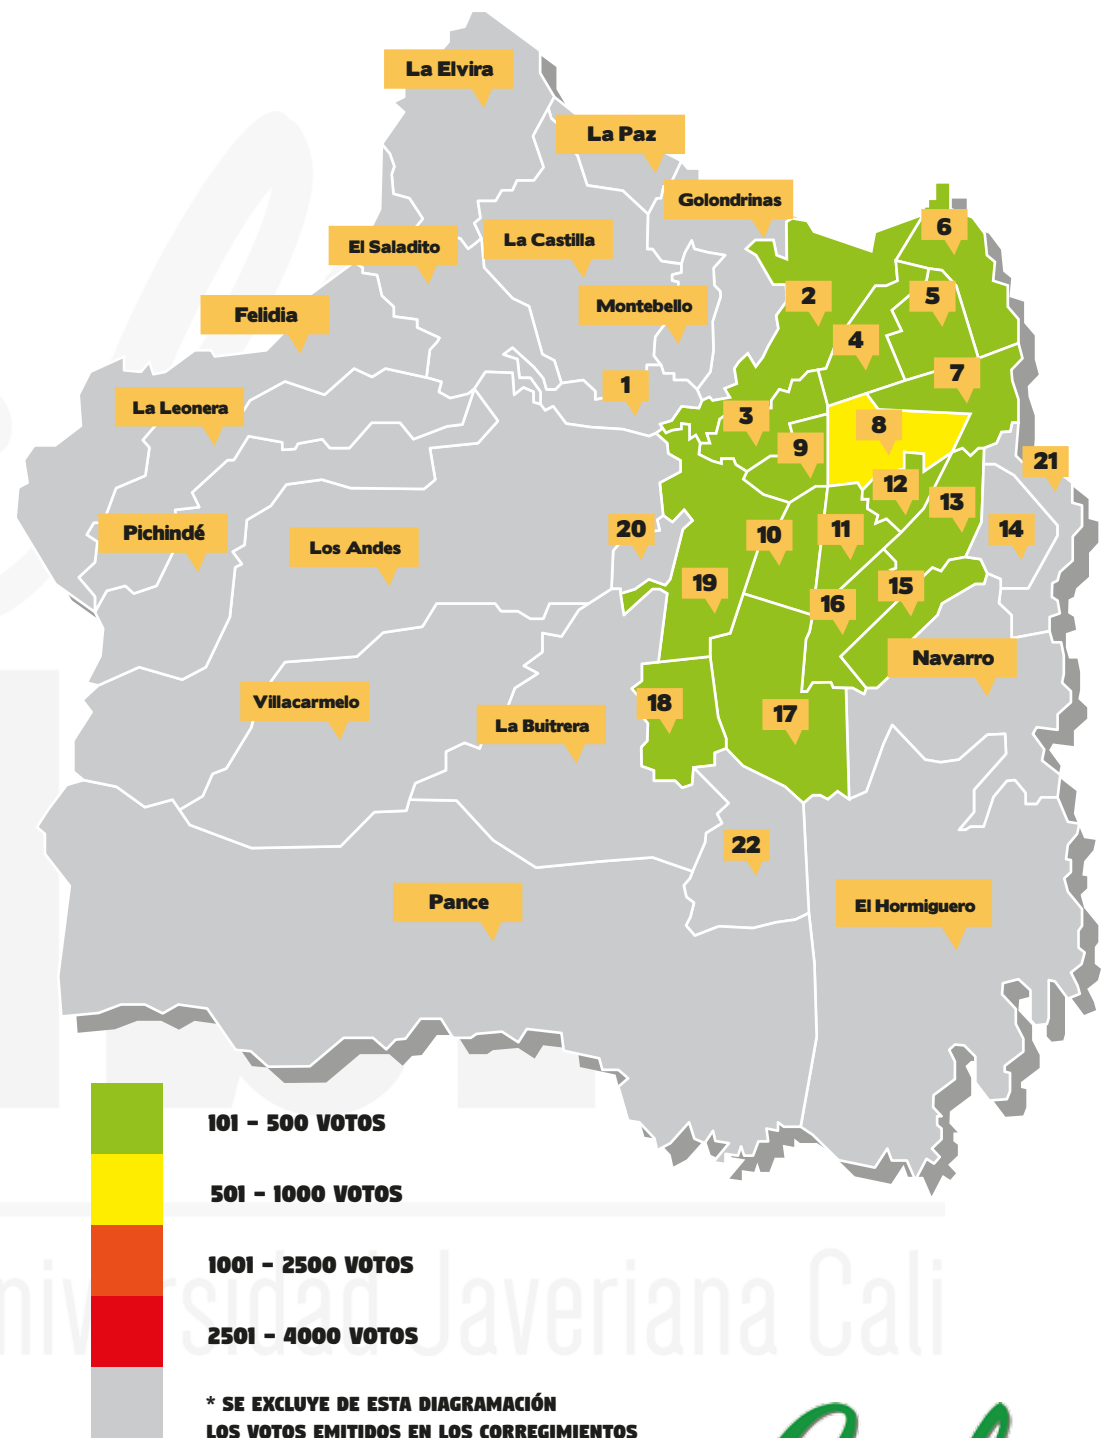 La Elvira
La Paz
Golondrinas
6
El Saladito
La Castilla
2
5
Montebello
Felidia
4
7
1
La Leonera
3
8
9
21
12
13
Pichindé
Los Andes
20
10
11
14
19
15
16
Navarro
Villacarmelo
18
17
La Buitrera
22
Pance
El Hormiguero
101 - 500 VOTOS
501 - 1000 VOTOS
1001 - 2500 VOTOS
2501 - 4000 VOTOS
* SE EXCLUYE DE ESTA DIAGRAMACIÓN
LOS VOTOS EMITIDOS EN LOS CORREGIMIENTOS
Javeriana Cali